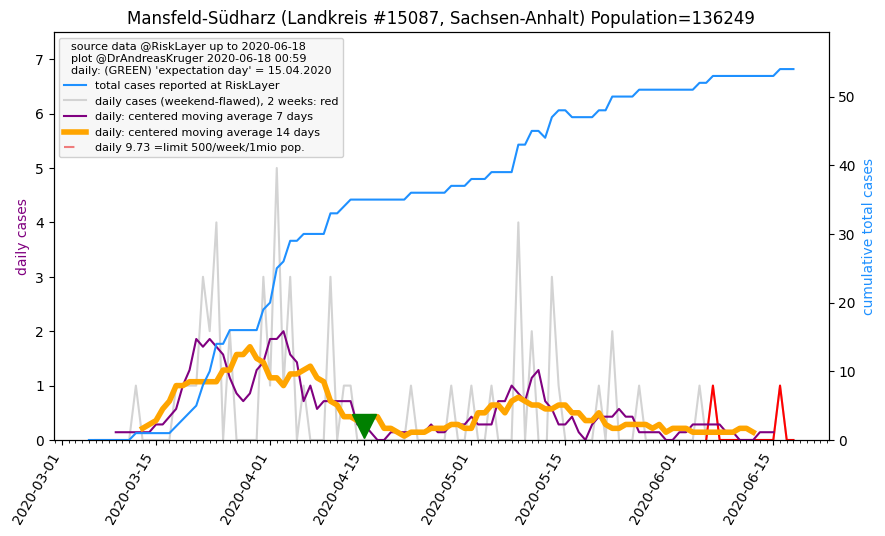 Mansfeld-Südharz (Landkreis #15087, Sachsen-Anhalt) Population=136249
source data @RiskLayer up to 2020-06-18
plot @DrAndreasKruger 2020-06-18 00:59
daily: (GREEN) 'expectation day' = 15.04.2020
total cases reported at RiskLayer
daily cases (weekend-flawed), 2 weeks: red
daily: centered moving average 7 days
daily: centered moving average 14 days
daily 9.73 =limit 500/week/1mio pop.
daily cases
7
6
5
4
3
2
1
0
cumulative total cases
50
40
30
20
10
0
2020-03-01
2020-03-15
2020-04-01
2020-04-15
2020-05-01
2020-05-15
2020-06-01
2020-06-15